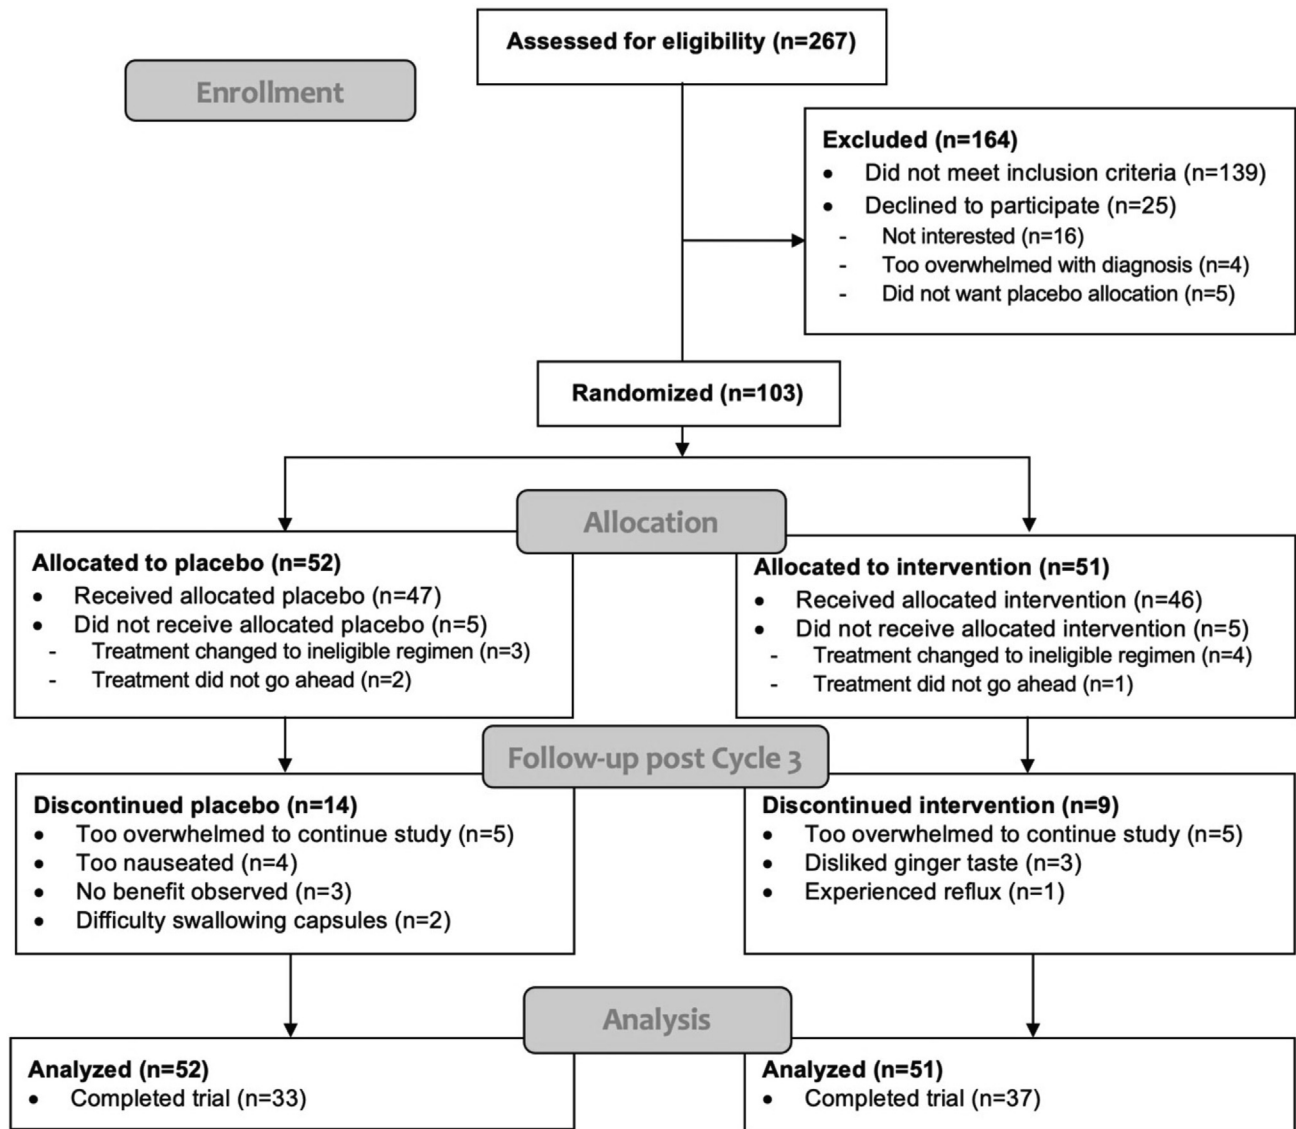 Assessed for eligibility (n=267)
Enrollment
Excluded (n=164)
• Did not meet inclusion criteria (n=139)
• Declined to participate (n=25)
- Not interested (n=16)
- Too overwhelmed with diagnosis (n=4)
- Did not want placebo allocation (n=5)
Randomized (n=103)
Allocation
Allocated to placebo (n=52)
• Received allocated placebo (n=47)
• Did not receive allocated placebo (n=5)
- Treatment changed to ineligible regimen (n=3)
- Treatment did not go ahead (n=2)
Allocated to intervention (n=51)
• Received allocated intervention (n=46)
• Did not receive allocated intervention (n=5)
- Treatment changed to ineligible regimen (n=4)
- Treatment did not go ahead (n=1)
Follow-up post Cycle 3
Discontinued placebo (n=14)
• Too overwhelmed to continue study (n=5)
• Too nauseated (n=4)
• No benefit observed (n=3)
• Difficulty swallowing capsules (n=2)
Discontinued intervention (n=9)
• Too overwhelmed to continue study (n=5)
• Disliked ginger taste (n=3)
• Experienced reflux (n=1)
Analysis
Analyzed (n=52)
• Completed trial (n=33)
Analyzed (n=51)
• Completed trial (n=37)